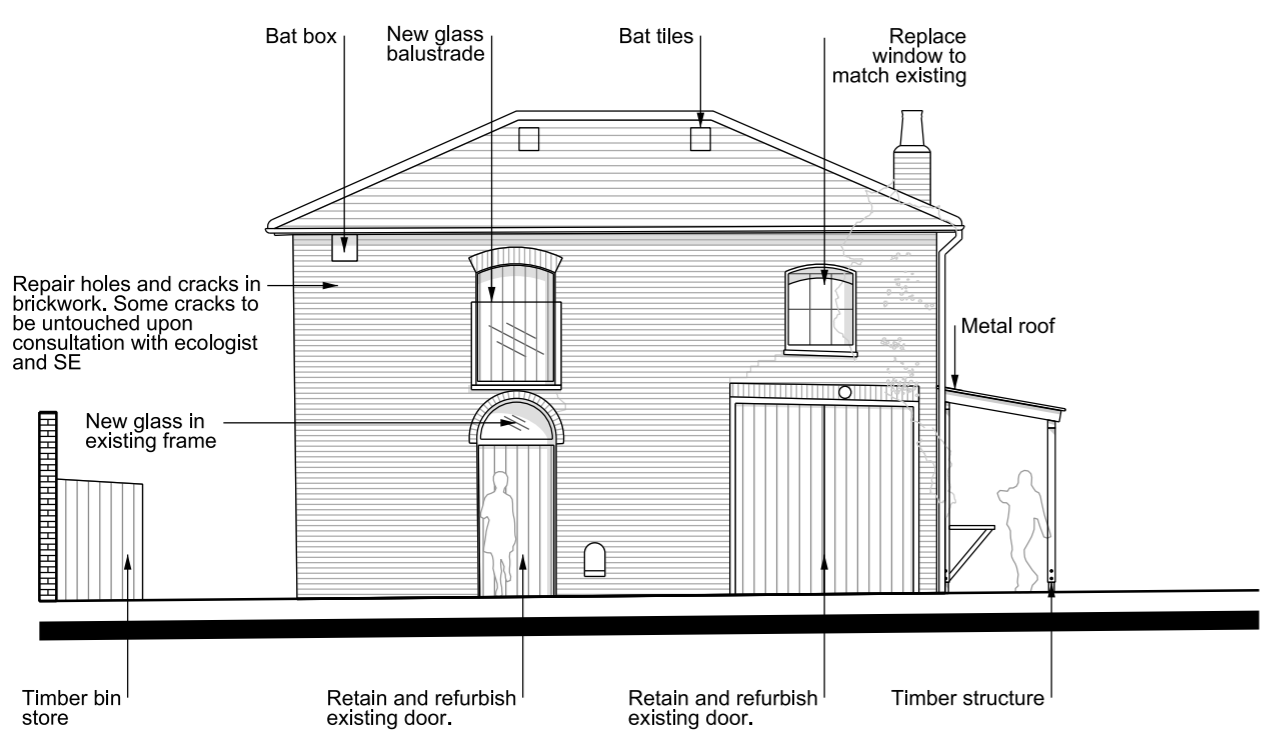 Bat box
New glass
balustrade
Bat tiles
Replace
window to
match existing
Repair holes and cracks in
brickwork. Some cracks to
be untouched upon
consultation with ecologist
and SE
Metal roof
New glass in
existing frame
Timber bin
store
Retain and refurbish
existing door.
Retain and refurbish
existing door.
Timber structure